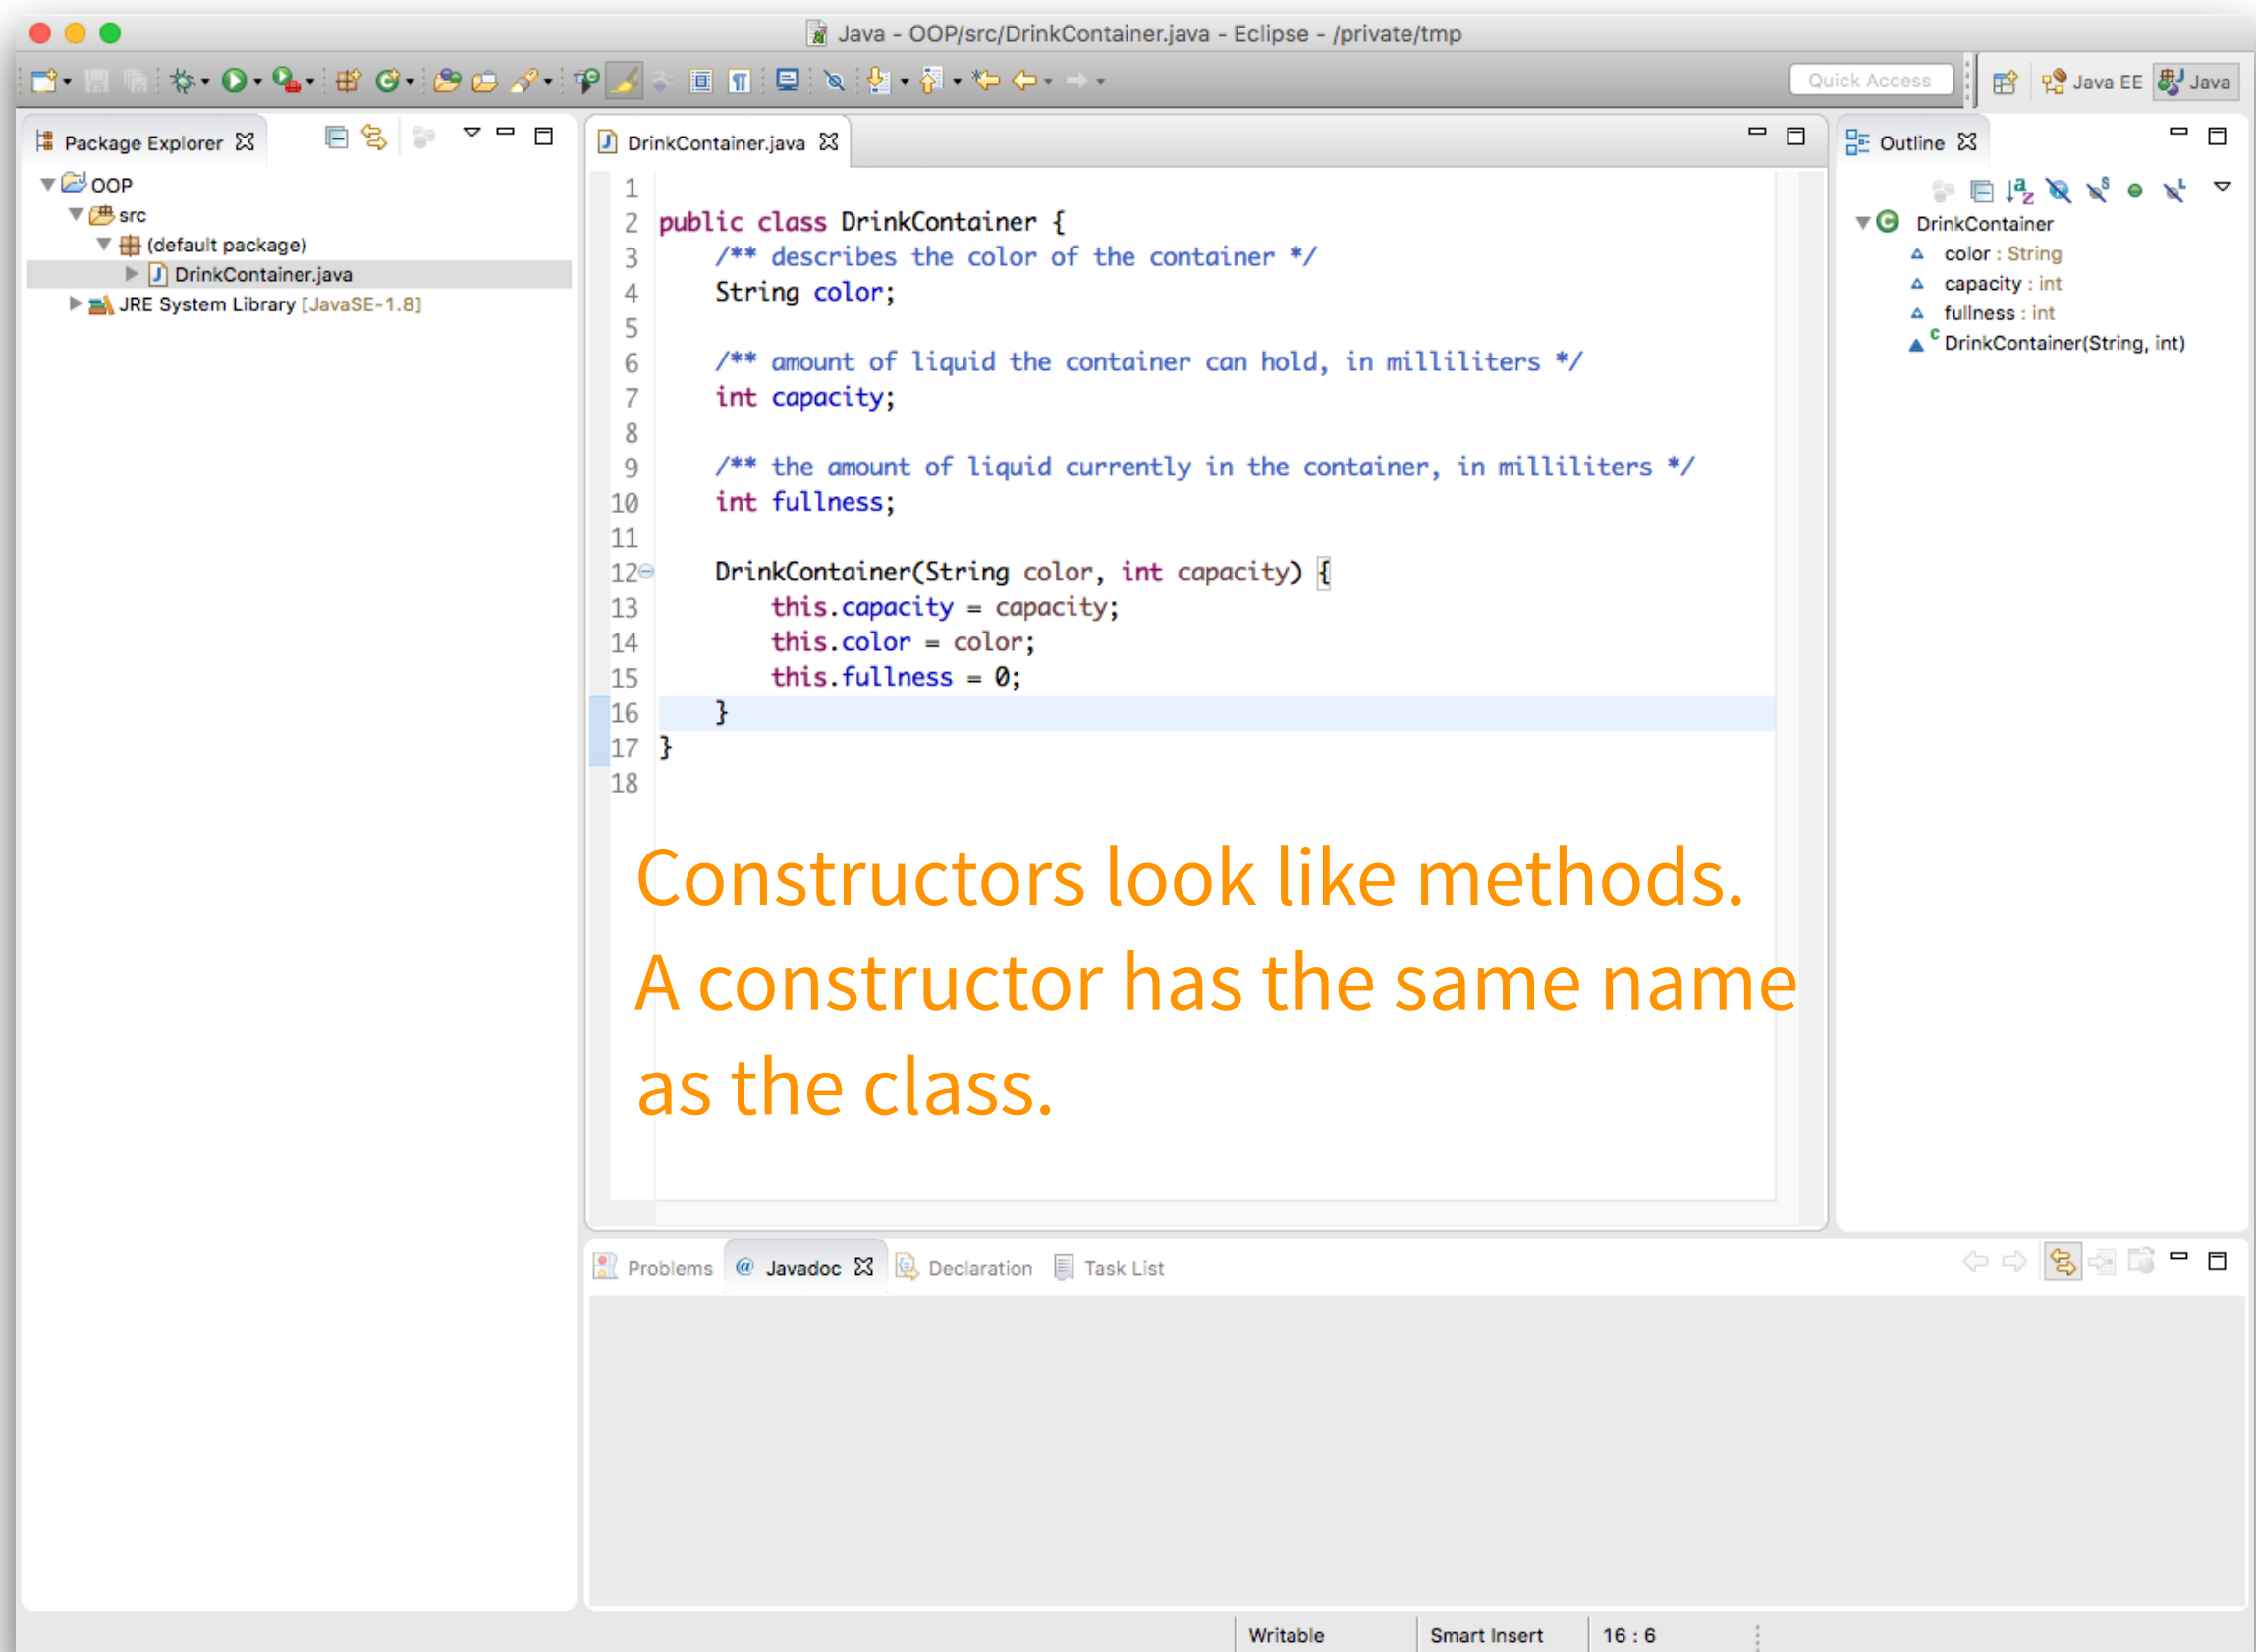 Java - OOP/src/DrinkContainer.java - Eclipse - /private/tmp
Quick Access
Java EE
Java
Package Explorer
OOP
src
(default package)
DrinkContainer.java
JRE System Library [JavaSE-1.8]
DrinkContainer.java
1
2 public class DrinkContainer {
3 /** describes the color of the container */
4 String color;
5
6 /** amount of liquid the container can hold, in milliliters */
7 int capacity;
8
9 /** the amount of liquid currently in the container, in milliliters */
10 int fullness;
11
12 DrinkContainer(String color, int capacity) {
13 this.capacity = capacity;
14 this.color = color;
15 this.fullness = 0;
16 }
17 }
18
Constructors look like methods.
A constructor has the same name
as the class.
Outline
DrinkContainer
color : String
capacity : int
fullness : int
DrinkContainer(String, int)
Problems @ Javadoc Declaration Task List
Writable Smart Insert 16 : 6